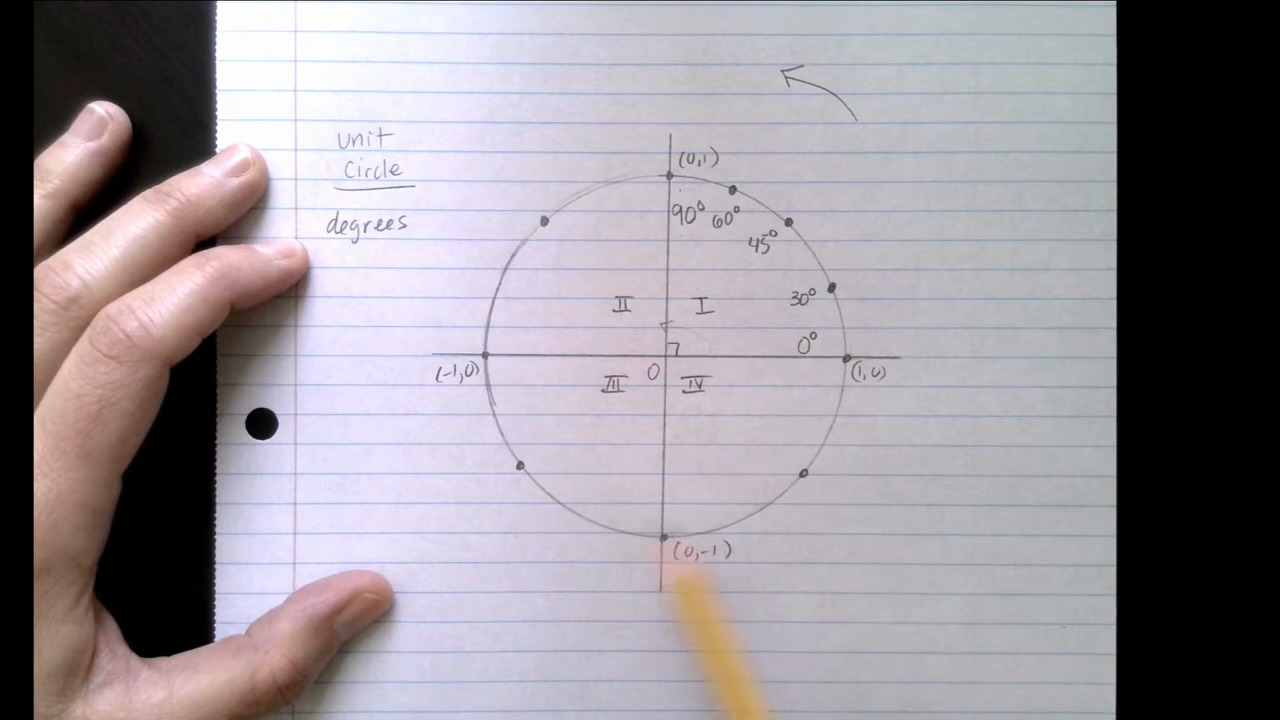 unit
Circle
degrees
(0,1)
90° 60°
45°
30°
II I
0°
(-1,0) 0 (1,0)
III IV
(0,-1)